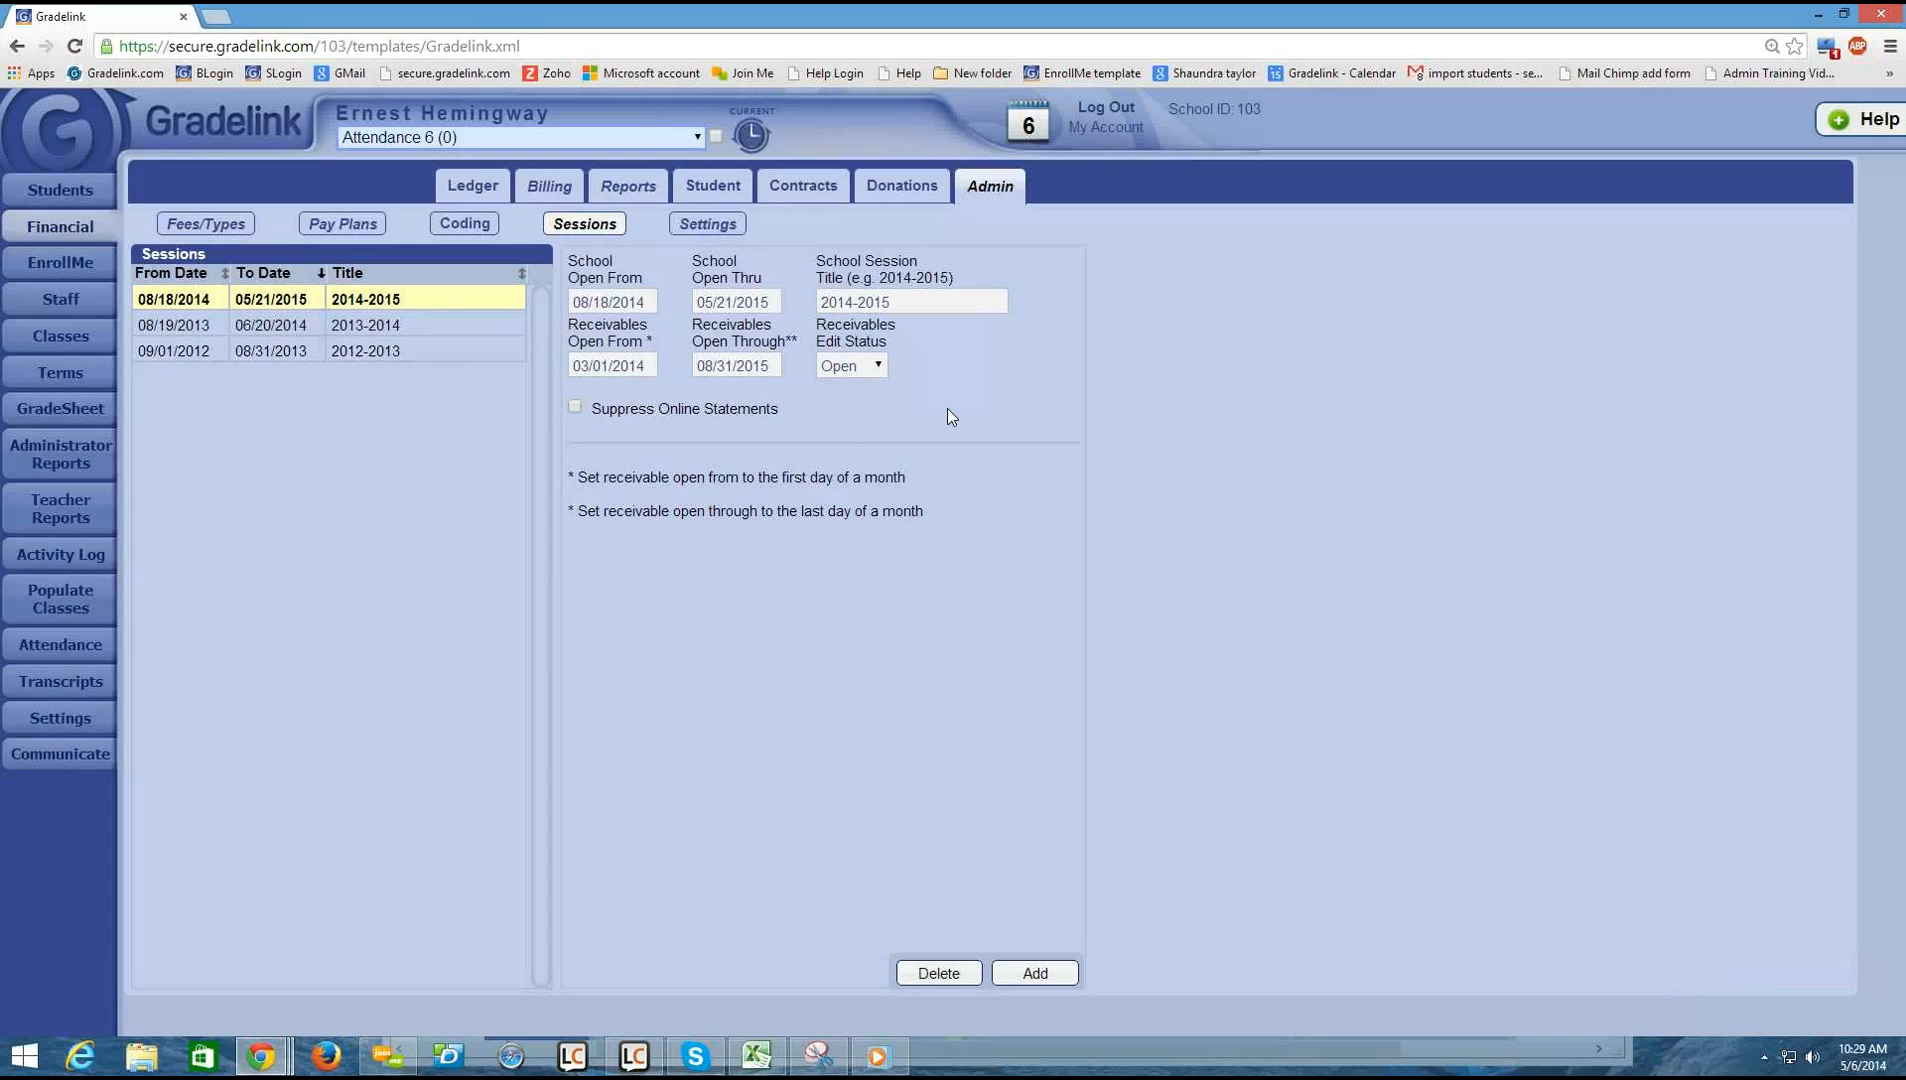 Gradelink
https://secure.gradelink.com/103/templates/Gradelink.xml
Apps Gradelink.com BLogin SLogin GMail secure.gradelink.com Zoho Microsoft account Join Me Help Login Help New folder EnrollMe template Shaundra taylor Gradelink - Calendar import students - se... Mail Chimp add form Admin Training Vid... »
Gradelink
Ernest Hemingway
Attendance 6 (0)
CURRENT
6
Log Out
My Account
School ID: 103
Help
Ledger Billing Reports Student Contracts Donations Admin
Fees/Types Pay Plans Coding Sessions Settings
Students
Financial
EnrollMe
Staff
Classes
Terms
GradeSheet
Administrator
Reports
Teacher
Reports
Activity Log
Populate
Classes
Attendance
Transcripts
Settings
Communicate
Sessions
From Date To Date Title
08/18/2014 05/21/2015 2014-2015
08/19/2013 06/20/2014 2013-2014
09/01/2012 08/31/2013 2012-2013
School
Open From
School
Open Thru
School Session
Title (e.g. 2014-2015)
08/18/2014 05/21/2015 2014-2015
Receivables
Open From *
Receivables
Open Through**
Receivables
Edit Status
03/01/2014 08/31/2015 Open
Suppress Online Statements
* Set receivable open from to the first day of a month
* Set receivable open through to the last day of a month
Delete Add
10:29 AM
5/6/2014